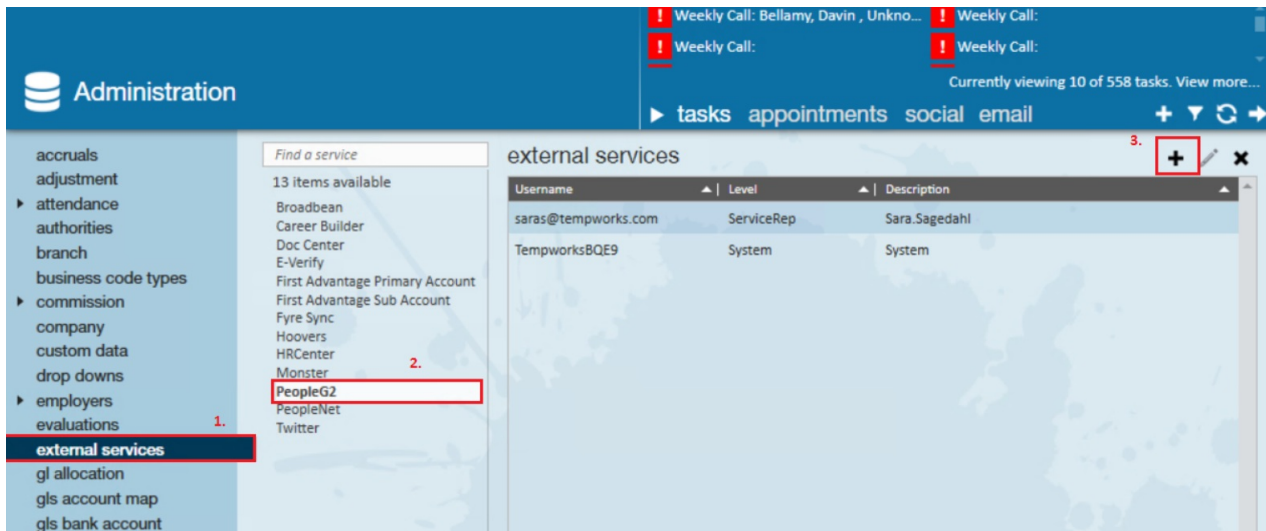 ! Weekly Call: Bellamy, Davin , Unkno... ! Weekly Call:
! Weekly Call: ! Weekly Call:
Currently viewing 10 of 558 tasks. View more...
Administration
tasks appointments social email
accruals
adjustment
attendance
authorities
branch
business code types
commission
company
custom data
drop downs
employers
evaluations
1.
external services
gl allocation
gls account map
gls bank account
Find a service
13 items available
Broadbean
Career Builder
Doc Center
E-Verify
First Advantage Primary Account
First Advantage Sub Account
Fyre Sync
Hoovers
HRCenter
2.
Monster
PeopleG2
PeopleNet
Twitter
external services
3.
Username Level Description
saras@tempworks.com ServiceRep Sara.Sagedahl
TempworksBQE9 System System